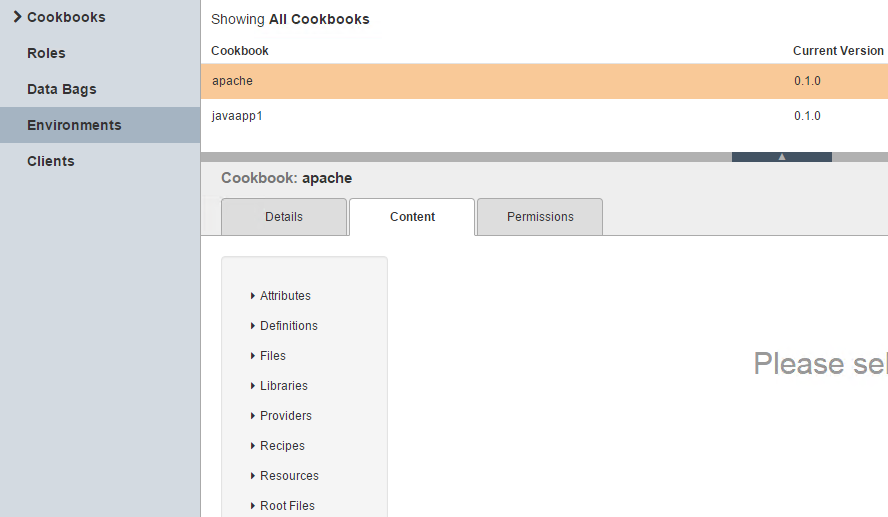 Cookbooks
Roles
Data Bags
Environments
Clients
Showing All Cookbooks
Cookbook Current Version
apache 0.1.0
javaapp1 0.1.0
Cookbook: apache
Details Content Permissions
Attributes
Definitions
Files
Libraries
Providers
Recipes
Resources
Root Files
Please